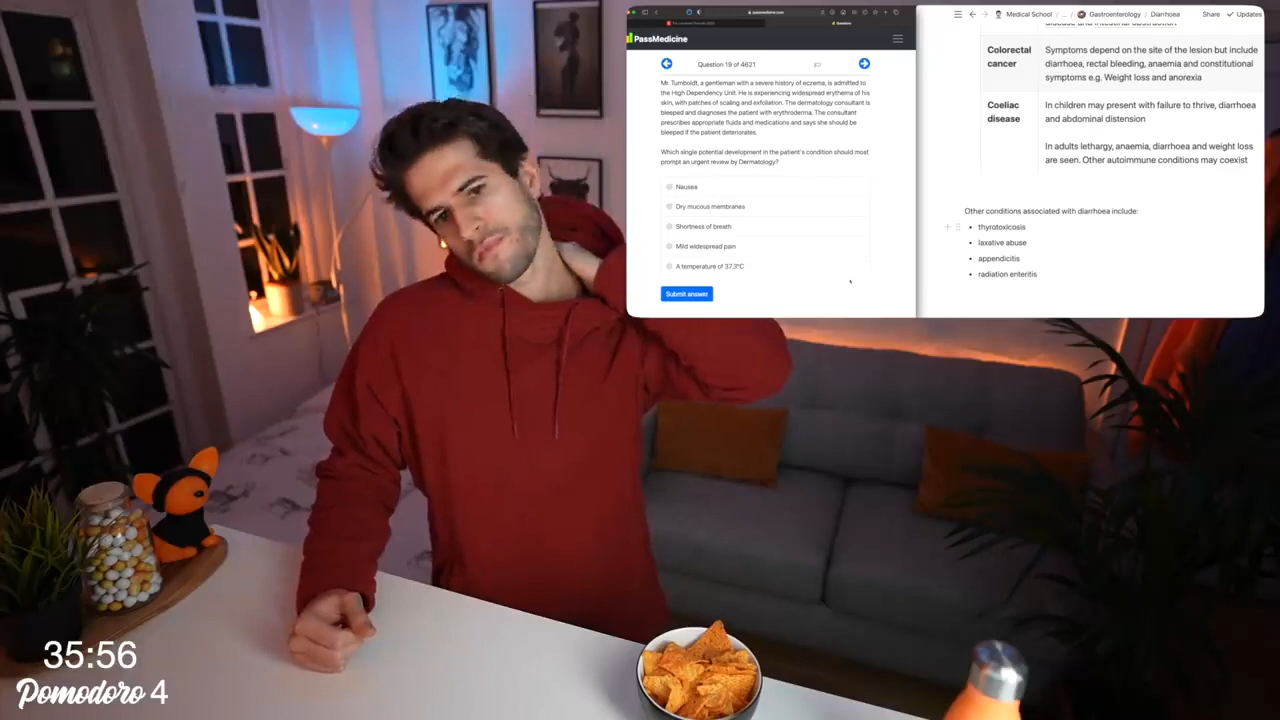 PassMedicine
Question 19 of 4621
Mr. Tumboldt, a gentleman with a severe history of eczema, is admitted to
the High Dependency Unit. He is experiencing widespread erythema of his
skin, with patches of scaling and exfoliation. The dermatology consultant is
bleeped and diagnoses the patient with erythroderma. The consultant
prescribes appropriate fluids and medications and says she should be
bleeped if the patient deteriorates.
Which single potential development in the patient's condition should most
prompt an urgent review by Dermatology?
Nausea
Dry mucous membranes
Shortness of breath
Mild widespread pain
A temperature of 37.3°C
Submit answer
Medical School / ... / Gastroenterology / Diarrhoea
Share
Updates
Colorectal cancer
Symptoms depend on the site of the lesion but include
diarrhoea, rectal bleeding, anaemia and constitutional
symptoms e.g. Weight loss and anorexia
Coeliac disease
In children may present with failure to thrive, diarrhoea
and abdominal distension
In adults lethargy, anaemia, diarrhoea and weight loss
are seen. Other autoimmune conditions may coexist
Other conditions associated with diarrhoea include:
• thyrotoxicosis
• laxative abuse
• appendicitis
• radiation enteritis
35:56
Pomodoro 4